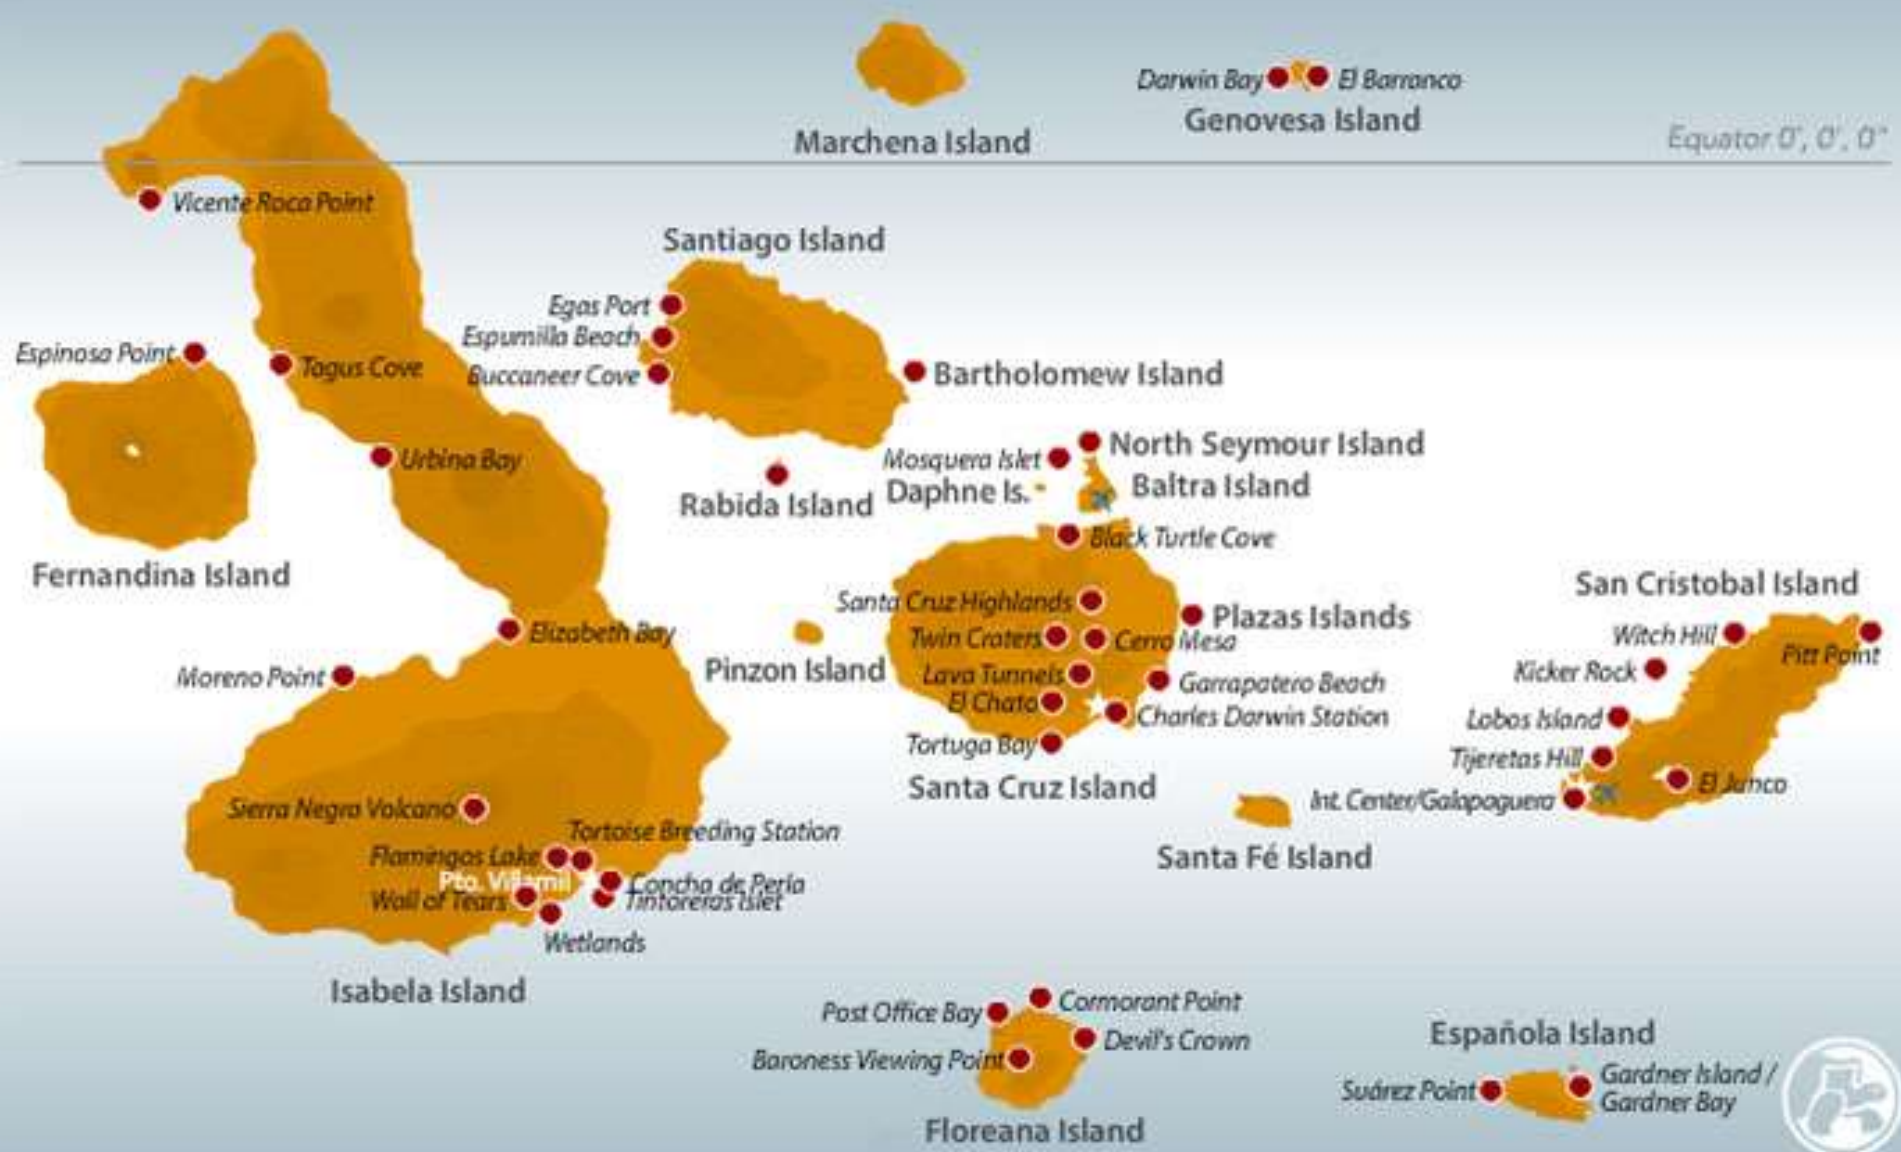 Darwin Bay
El Barranco
Genovesa Island
Marchena Island
Equator 0', 0', 0"
Vicente Roca Point
Santiago Island
Egas Port
Espumilla Beach
Buccaneer Cove
Bartholomew Island
Espinosa Point
Tagus Cove
Urbina Bay
Mosquera Islet
North Seymour Island
Daphne Is.
Baltra Island
Rabida Island
Black Turtle Cove
Fernandina Island
Santa Cruz Highlands
Plazas Islands
Twin Craters
Cerro Mesa
Lava Tunnels
Garrapatero Beach
El Chato
Charles Darwin Station
Tortuga Bay
Santa Cruz Island
Elizabeth Bay
Moreno Point
Pinzon Island
San Cristobal Island
Witch Hill
Pitt Point
Kicker Rock
Lobos Island
Tijeretas Hill
El Junco
Int. Center/Galapaguera
Santa Fé Island
Sierra Negra Volcano
Tortoise Breeding Station
Flamingos Lake
Pto. Villamil
Concha de Perla
Wall of Tears
Tintoreras Islet
Wetlands
Isabela Island
Post Office Bay
Cormorant Point
Devil's Crown
Baroness Viewing Point
Floreana Island
Española Island
Suárez Point
Gardner Island /
Gardner Bay